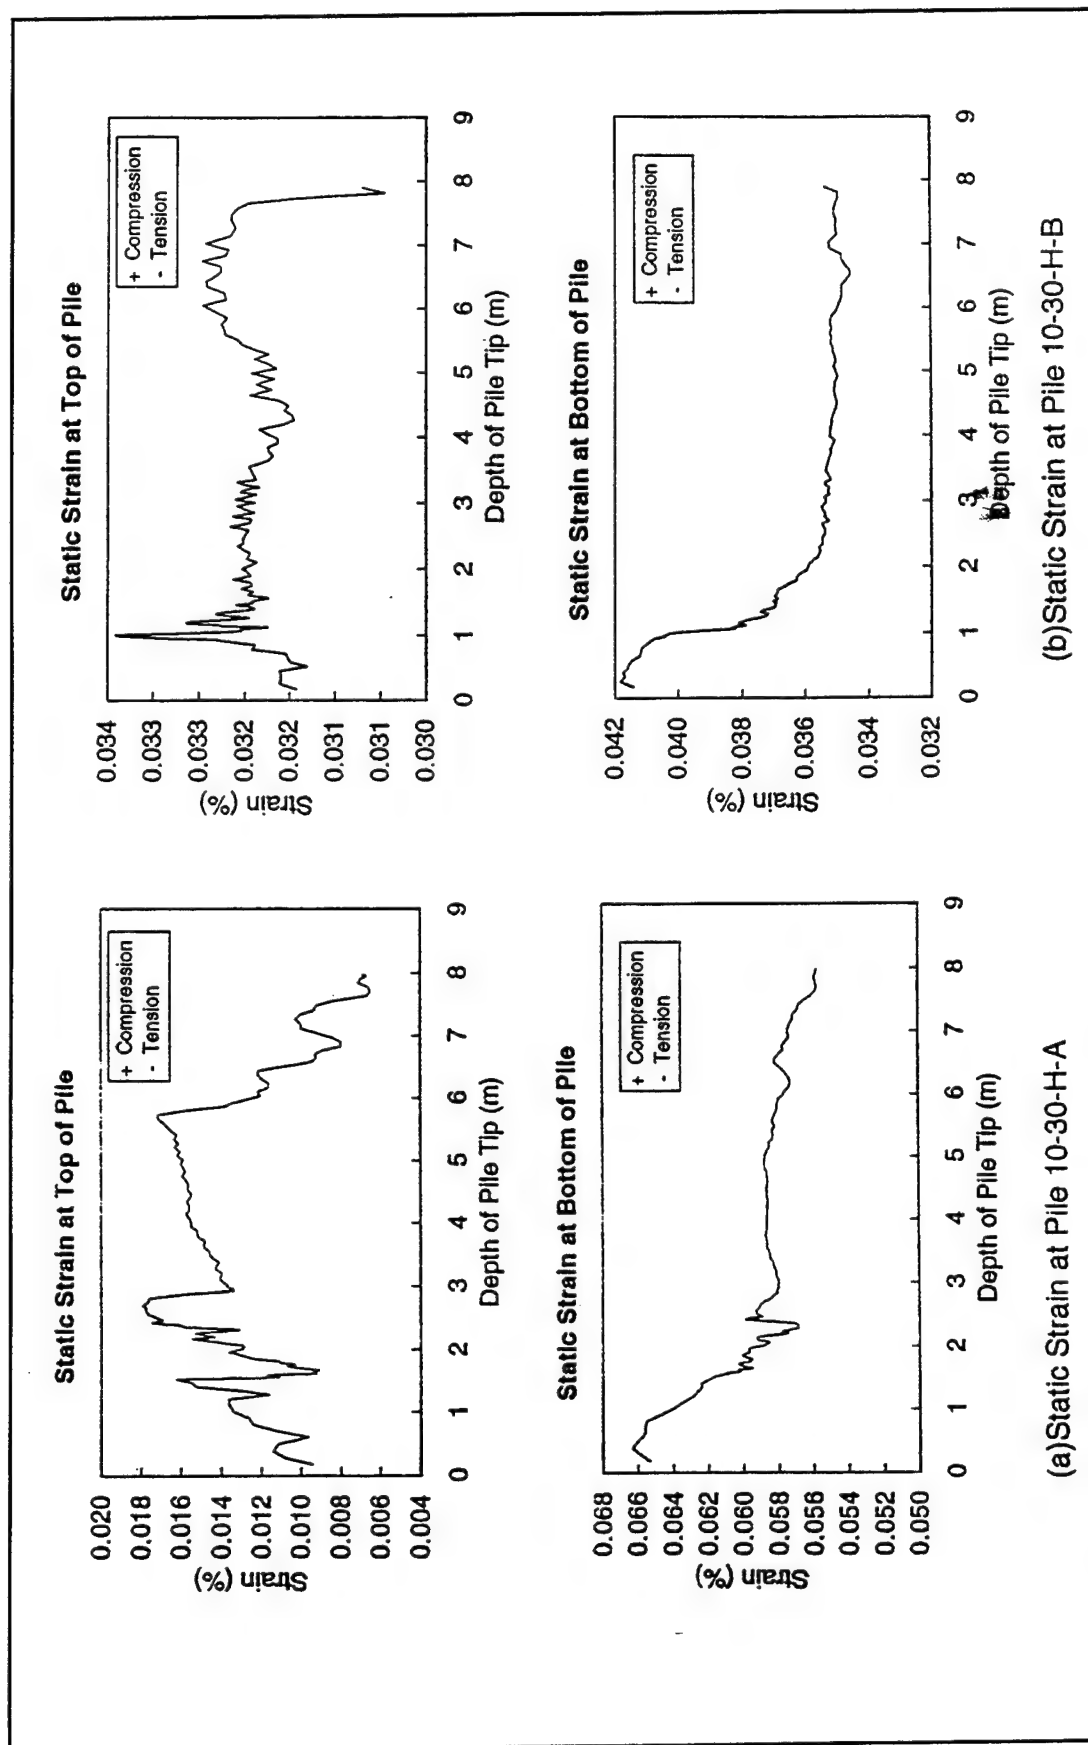 Static Strain at Top of Pile
+ Compression
- Tension
0.020
0.018
0.016
0.014
0.012
0.010
0.008
0.006
0.004
Strain (%)
0 1 2 3 4 5 6 7 8 9
Depth of Pile Tip (m)
Static Strain at Bottom of Pile
+ Compression
- Tension
0.068
0.066
0.064
0.062
0.060
0.058
0.056
0.054
0.052
0.050
Strain (%)
0 1 2 3 4 5 6 7 8 9
Depth of Pile Tip (m)
(a)Static Strain at Pile 10-30-H-A
Static Strain at Top of Pile
+ Compression
- Tension
0.034
0.033
0.033
0.032
0.032
0.031
0.031
0.030
Strain (%)
0 1 2 3 4 5 6 7 8 9
Depth of Pile Tip (m)
Static Strain at Bottom of Pile
+ Compression
- Tension
0.042
0.040
0.038
0.036
0.034
0.032
Strain (%)
0 1 2 3 4 5 6 7 8 9
Depth of Pile Tip (m)
(b)Static Strain at Pile 10-30-H-B